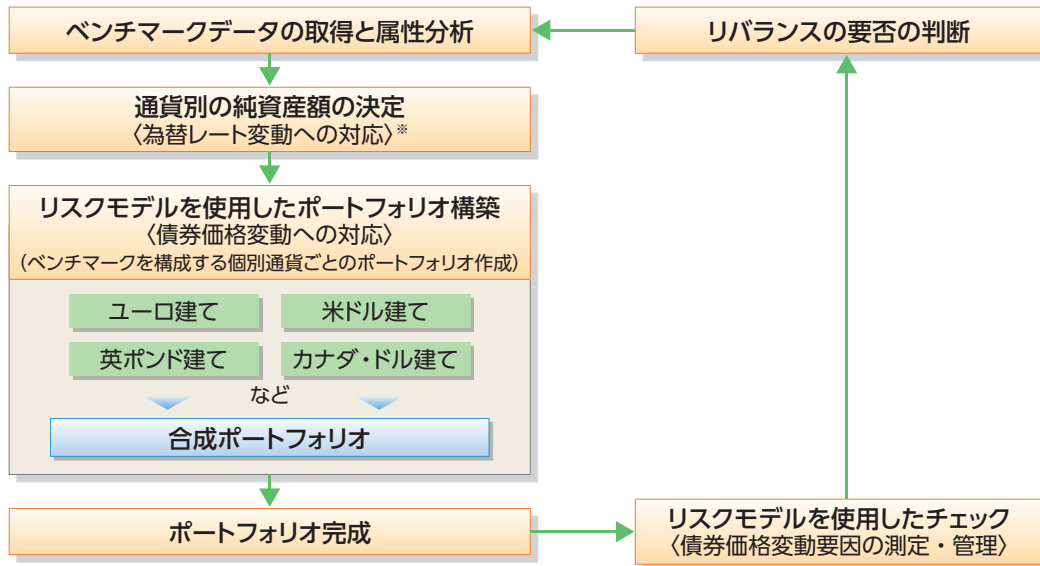 ベンチマークデータの取得と属性分析
リバランスの要否の判断
通貨別の純資産額の決定
〈為替レート変動への対応〉※
リスクモデルを使用したポートフォリオ構築
〈債券価格変動への対応〉
（ベンチマークを構成する個別通貨ごとのポートフォリオ作成）
ユーロ建て
米ドル建て
英ポンド建て
カナダ・ドル建て
など
合成ポートフォリオ
ポートフォリオ完成
リスクモデルを使用したチェック
〈債券価格変動要因の測定・管理〉